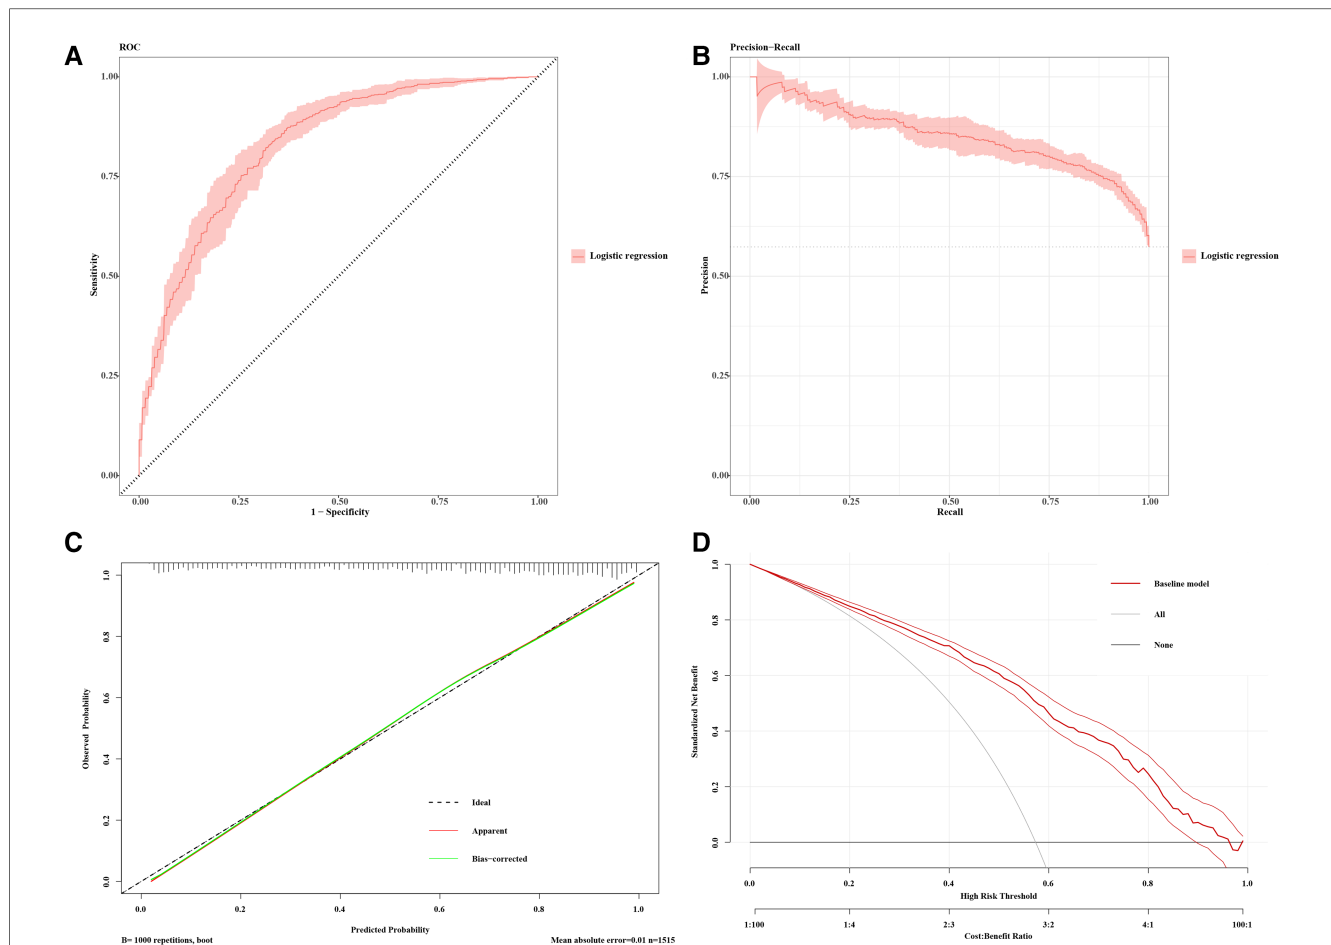 A
ROC
1.00
0.75
0.50
0.25
0.00
Sensitivity
0.00
0.25
0.50
0.75
1.00
1 − Specificity
Logistic regression
B
Precision−Recall
1.00
0.75
0.50
0.25
0.00
Precision
0.00
0.25
0.50
0.75
1.00
Recall
Logistic regression
C
1.0
0.8
0.6
0.4
0.2
0.0
Observed Probability
Ideal
Apparent
Bias−corrected
0.0
0.2
0.4
0.6
0.8
1.0
Predicted Probability
B= 1000 repetitions, boot
Mean absolute error=0.01 n=1515
D
1.0
0.8
0.6
0.4
0.2
0.0
Standardized Net Benefit
Baseline model
All
None
0.0
0.2
0.4
0.6
0.8
1.0
High Risk Threshold
1:100
1:4
2:3
3:2
4:1
100:1
Cost:Benefit Ratio